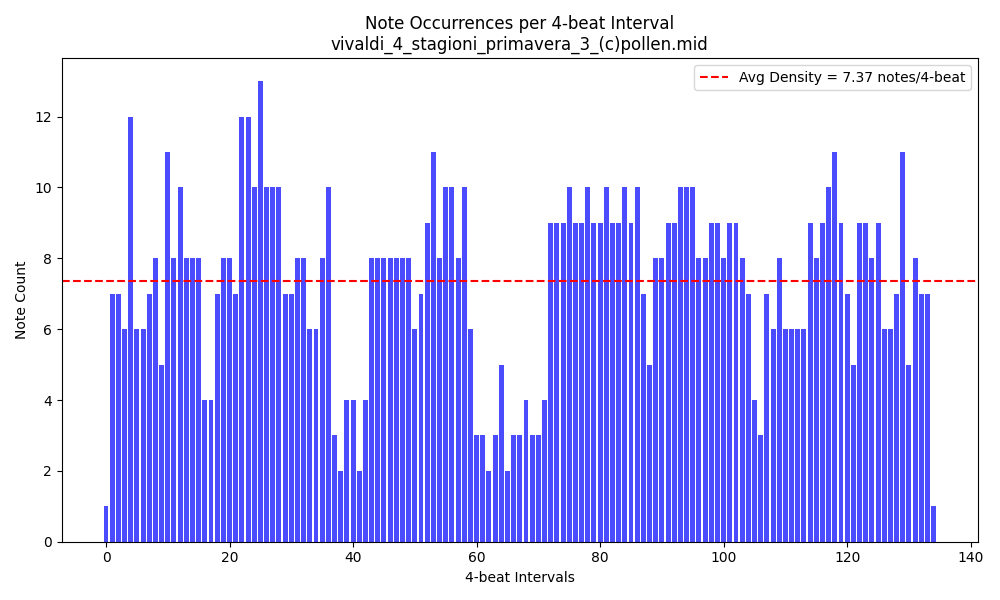 Note Occurrences per 4-beat Interval
vivaldi_4_stagioni_primavera_3_(c)pollen.mid
Avg Density = 7.37 notes/4-beat
Note Count
12
10
8
6
4
2
0
0 20 40 60 80 100 120 140
4-beat Intervals